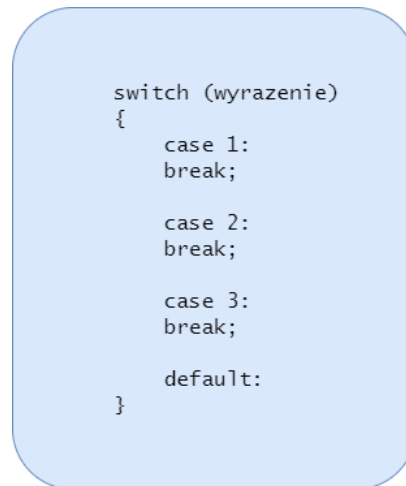 switch (wyrazenie)
{
case 1:
break;
case 2:
break;
case 3:
break;
default:
}